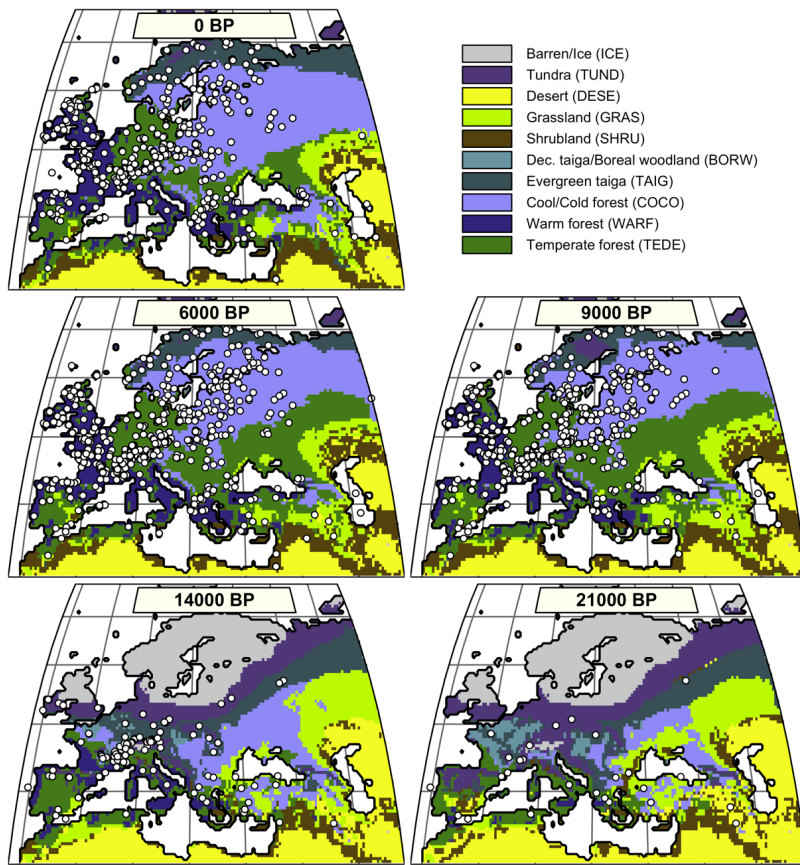 0 BP
Barren/Ice (ICE)
Tundra (TUND)
Desert (DESE)
Grassland (GRAS)
Shrubland (SHRU)
Dec. taiga/Boreal woodland (BORW)
Evergreen taiga (TAIG)
Cool/Cold forest (COCO)
Warm forest (WARF)
Temperate forest (TEDE)
6000 BP
9000 BP
14000 BP
21000 BP